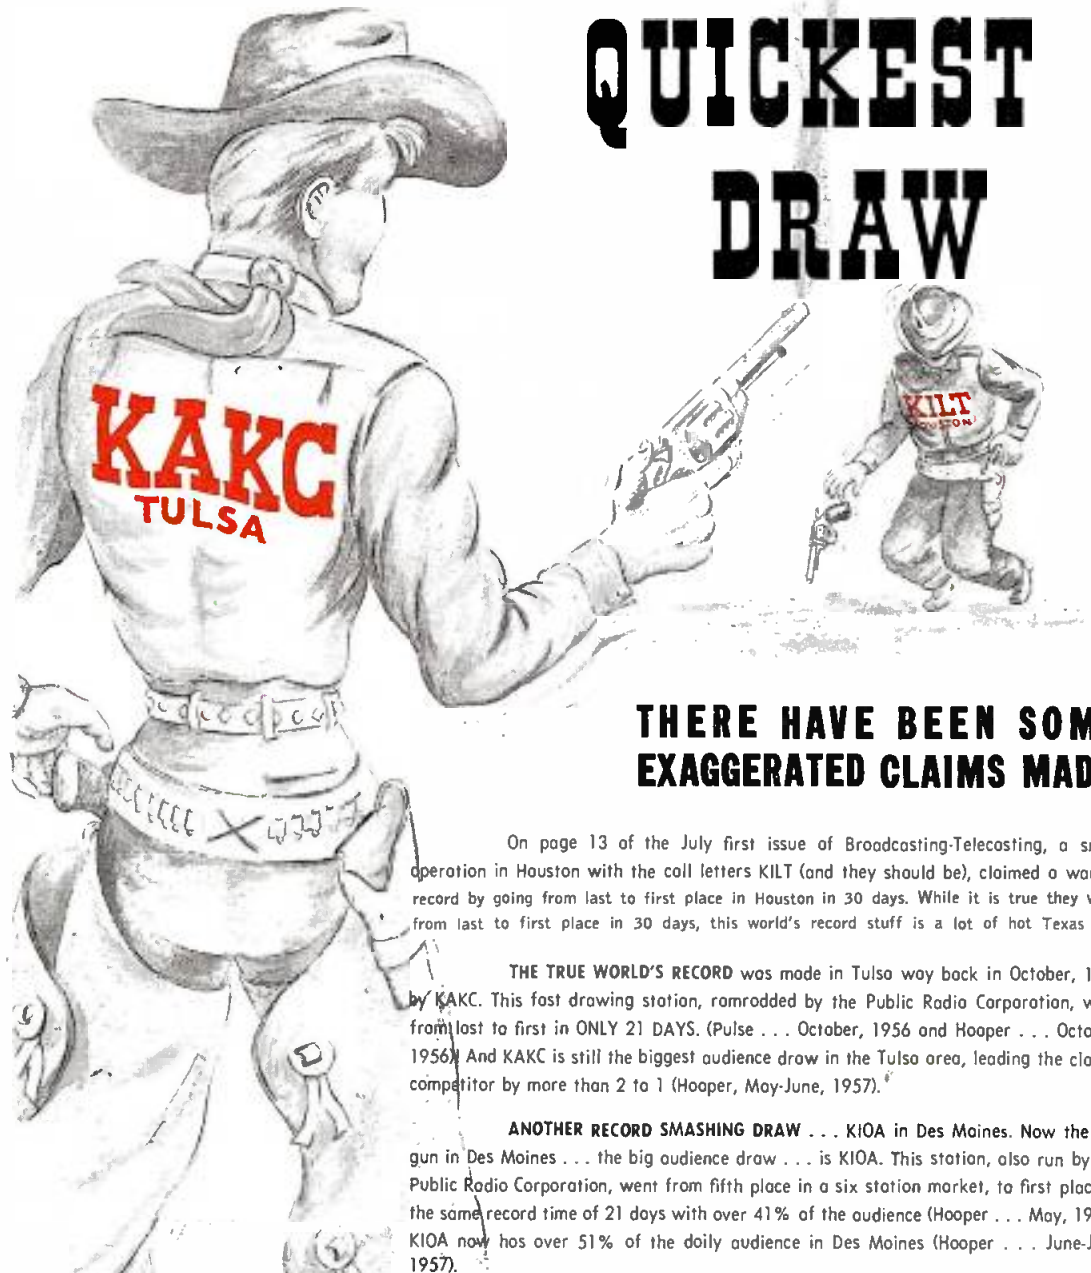 QUICKEST
DRAW
KAKC
TULSA
KILT
HOUSTON
THERE HAVE BEEN SOM
EXAGGERATED CLAIMS MAD
On page 13 of the July first issue of Broadcasting-Telecasting, a
operation in Houston with the call letters KILT (and they should be), claimed a
record by going from last to first place in Houston in 30 days. While it is true they
from last to first place in 30 days, this world's record stuff is a lot of hot Texas
THE TRUE WORLD'S RECORD was made in Tulsa way back in October, 1
by KAKC. This fast drawing station, ramrodded by the Public Radio Corporation,
from last to first in ONLY 21 DAYS. (Pulse . . . October, 1956 and Hooper . . . Octo
1956) And KAKC is still the biggest audience draw in the Tulsa area, leading the clo
competitor by more than 2 to 1 (Hooper, May-June, 1957).
ANOTHER RECORD SMASHING DRAW . . . KIOA in Des Moines. Now the
gun in Des Moines . . . the big audience draw . . . is KIOA. This station, also run by
Public Radio Corporation, went from fifth place in a six station market, to first plac
the same record time of 21 days with over 41% of the audience (Hooper . . . May, 19
KIOA now has over 51% of the daily audience in Des Moines (Hooper . . . June-J
1957).